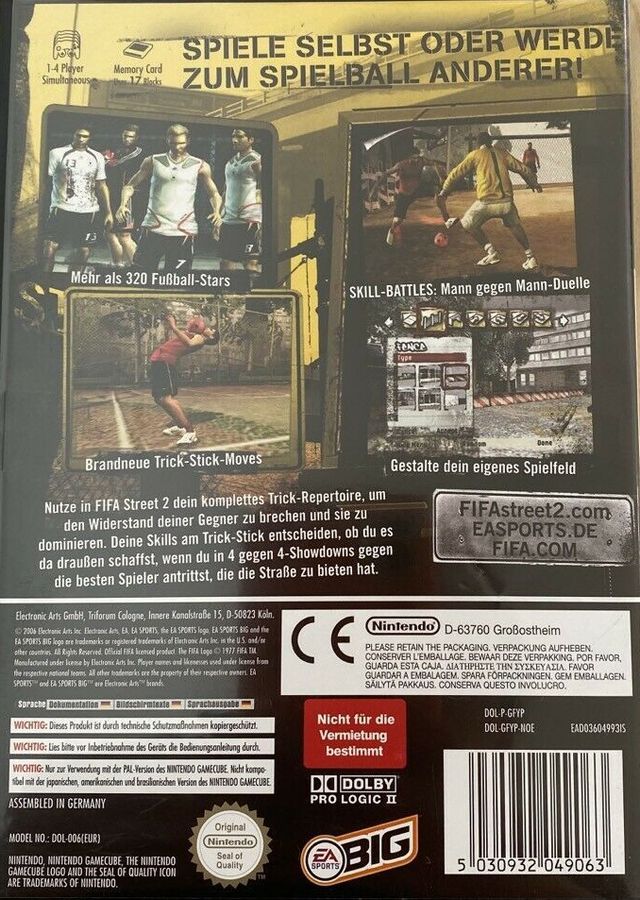 SPIELE SELBST ODER WERDE
ZUM SPIELBALL ANDERER!
1-4 Player
Simultaneous
Memory Card
17 Blocks
Mehr als 320 Fußball-Stars
SKILL-BATTLES: Mann gegen Mann-Duelle
Type
Done
Brandneue Trick-Stick-Moves
Gestalte dein eigenes Spielfeld
Nutze in FIFA Street 2 dein komplettes Trick-Repertoire, um
den Widerstand deiner Gegner zu brechen und sie zu
dominieren. Deine Skills am Trick-Stick entscheiden, ob du es
da draußen schaffst, wenn du in 4 gegen 4-Showdowns gegen
die besten Spieler antrittst, die die Straße zu bieten hat.
FIFAstreet2.com
EASPORTS.DE
FIFA.COM
Electronic Arts GmbH, Triforum Cologne, Innere Kanalstraße 15, D-50823 Köln.
© 2006 Electronic Arts Inc. Electronic Arts, EA, EA SPORTS, the EA SPORTS logo, EA SPORTS BIG and the
EA SPORTS BIG logo are trademarks or registered trademarks of Electronic Arts Inc. in the U.S. and/or
other countries. All Rights Reserved. Official FIFA licensed product. The FIFA Logo © 1977 FIFA TM.
Manufactured under license by Electronic Arts Inc. Player names and likenesses used under license from
the respective national teams. All other trademarks are the property of their respective owners. EA
SPORTS™ and EA SPORTS BIG™ are Electronic Arts™ brands.
Sprache Dokumentation Bildschirmtexte Sprachausgabe
WICHTIG: Dieses Produkt ist durch technische Schutzmaßnahmen kopiergeschützt.
WICHTIG: Lies bitte vor Inbetriebnahme des Geräts die Bedienungsanleitung durch.
WICHTIG: Nur zur Verwendung mit der PAL-Version des NINTENDO GAMECUBE. Nicht kompa-
tibel mit der japanischen, amerikanischen und brasilianischen Version des NINTENDO GAMECUBE.
ASSEMBLED IN GERMANY
MODEL NO.: DOL-006(EUR)
NINTENDO, NINTENDO GAMECUBE, THE NINTENDO
GAMECUBE LOGO AND THE SEAL OF QUALITY ICON
ARE TRADEMARKS OF NINTENDO.
Original
Nintendo
Seal of
Quality
TM
CE
Nintendo D-63760 Großostheim
PLEASE RETAIN THE PACKAGING. VERPACKUNG AUFHEBEN.
CONSERVER L'EMBALLAGE. BEWAAR DEZE VERPAKKING. POR FAVOR,
GUARDA ESTA CAJA. ΔΙΑΤΗΡΕΙΣΤΕ ΤΗΝ ΣΥΣΚΕΥΑΣΙΑ. FAVOR
GUARDAR A EMBALAGEM. SPARA FÖRPACKNINGEN. GEM EMBALLAGEN.
SÄILYTÄ PAKKAUS. CONSERVA QUESTO INVOLUCRO.
Nicht für die
Vermietung
bestimmt
DOLBY
PRO LOGIC II
EA
SPORTS
BIG
DOL-P-GFYP
DOL-GFYP-NOE
EAD03604993IS
5 030932 049063